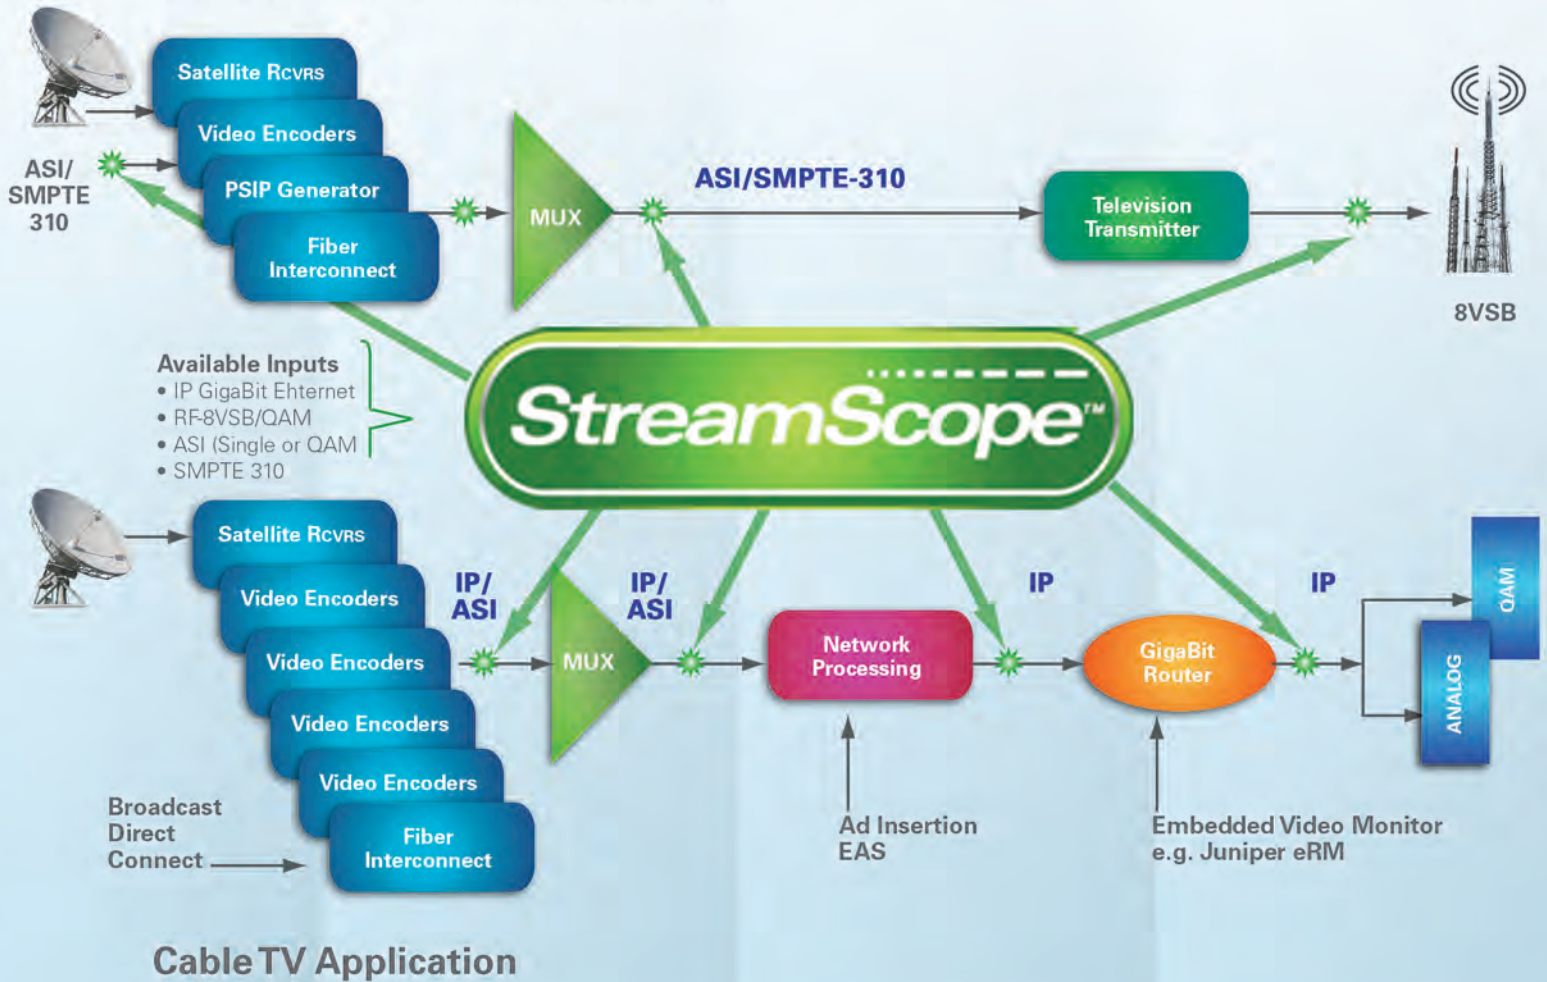 Satellite RCVRS
Video Encoders
PSIP Generator
Fiber
Interconnect
ASI/
SMPTE
310
MUX
ASI/SMPTE-310
Television
Transmitter
8VSB
Available Inputs
• IP GigaBit Ehternet
• RF-8VSB/QAM
• ASI (Single or QAM
• SMPTE 310
StreamScope™
Satellite RCVRS
Video Encoders
Video Encoders
Video Encoders
Video Encoders
Fiber
Interconnect
Broadcast
Direct
Connect
IP/
ASI
MUX
IP/
ASI
Network
Processing
IP
GigaBit
Router
IP
QAM
ANALOG
Ad Insertion
EAS
Embedded Video Monitor
e.g. Juniper eRM
Cable TV Application